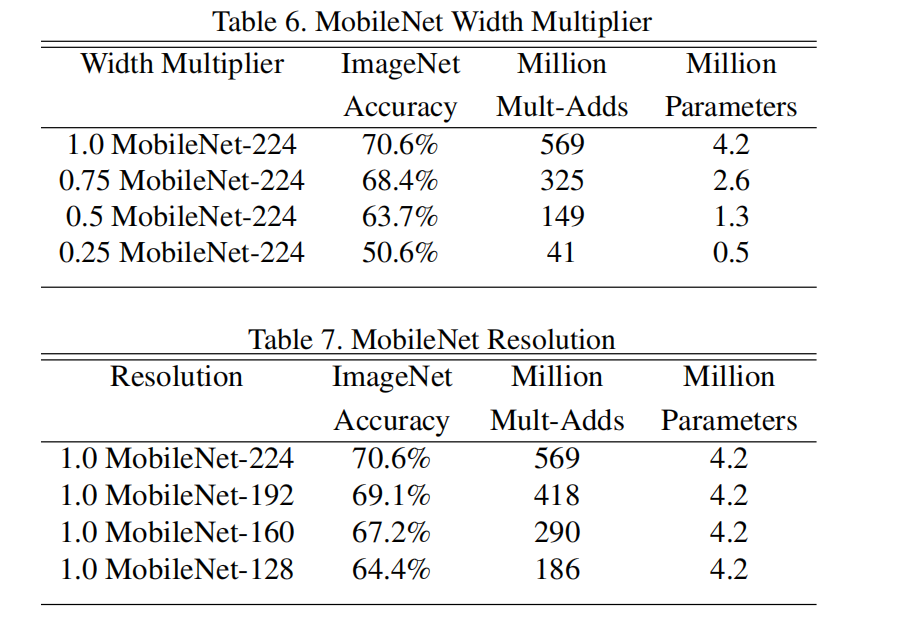 Table 6. MobileNet Width Multiplier
Width Multiplier ImageNet Million Million
Accuracy Mult-Adds Parameters
1.0 MobileNet-224 70.6% 569 4.2
0.75 MobileNet-224 68.4% 325 2.6
0.5 MobileNet-224 63.7% 149 1.3
0.25 MobileNet-224 50.6% 41 0.5
Table 7. MobileNet Resolution
Resolution ImageNet Million Million
Accuracy Mult-Adds Parameters
1.0 MobileNet-224 70.6% 569 4.2
1.0 MobileNet-192 69.1% 418 4.2
1.0 MobileNet-160 67.2% 290 4.2
1.0 MobileNet-128 64.4% 186 4.2